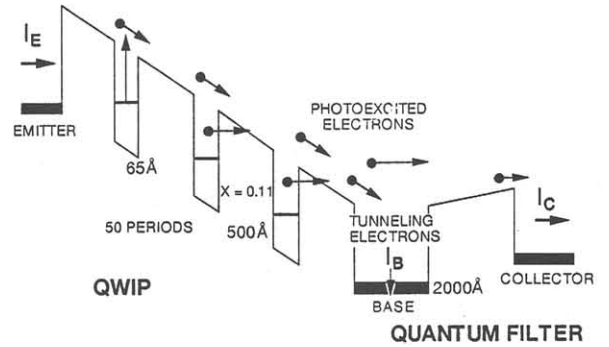 I_E
EMITTER
65Å
50 PERIODS
X = 0.11
500Å
QWIP
PHOTOEXCITED
ELECTRONS
TUNNELING
ELECTRONS
I_B
2000Å
BASE
I_C
COLLECTOR
QUANTUM FILTER